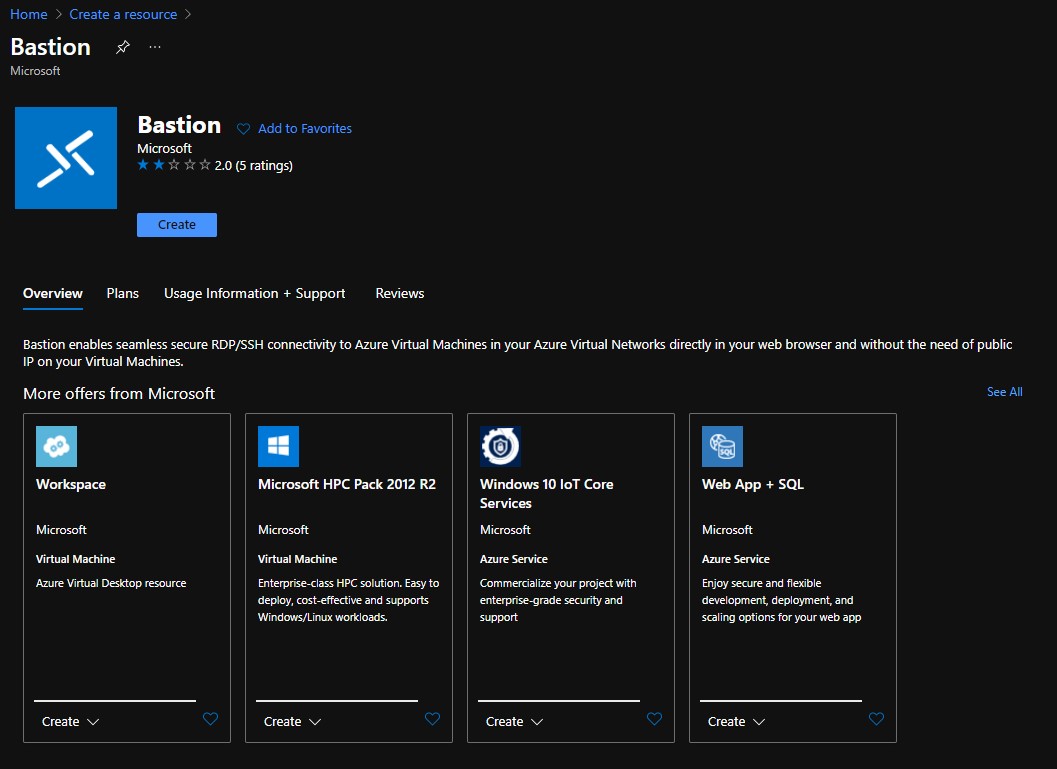 Home > Create a resource >
Bastion ...
Microsoft
Bastion Add to Favorites
Microsoft
2.0 (5 ratings)
Create
Overview Plans Usage Information + Support Reviews
Bastion enables seamless secure RDP/SSH connectivity to Azure Virtual Machines in your Azure Virtual Networks directly in your web browser and without the need of public
IP on your Virtual Machines.
More offers from Microsoft See All
Workspace
Microsoft
Virtual Machine
Azure Virtual Desktop resource
Create
Microsoft HPC Pack 2012 R2
Microsoft
Virtual Machine
Enterprise-class HPC solution. Easy to
deploy, cost-effective and supports
Windows/Linux workloads.
Create
Windows 10 IoT Core
Services
Microsoft
Azure Service
Commercialize your project with
enterprise-grade security and
support
Create
SQL
Web App + SQL
Microsoft
Azure Service
Enjoy secure and flexible
development, deployment, and
scaling options for your web app
Create